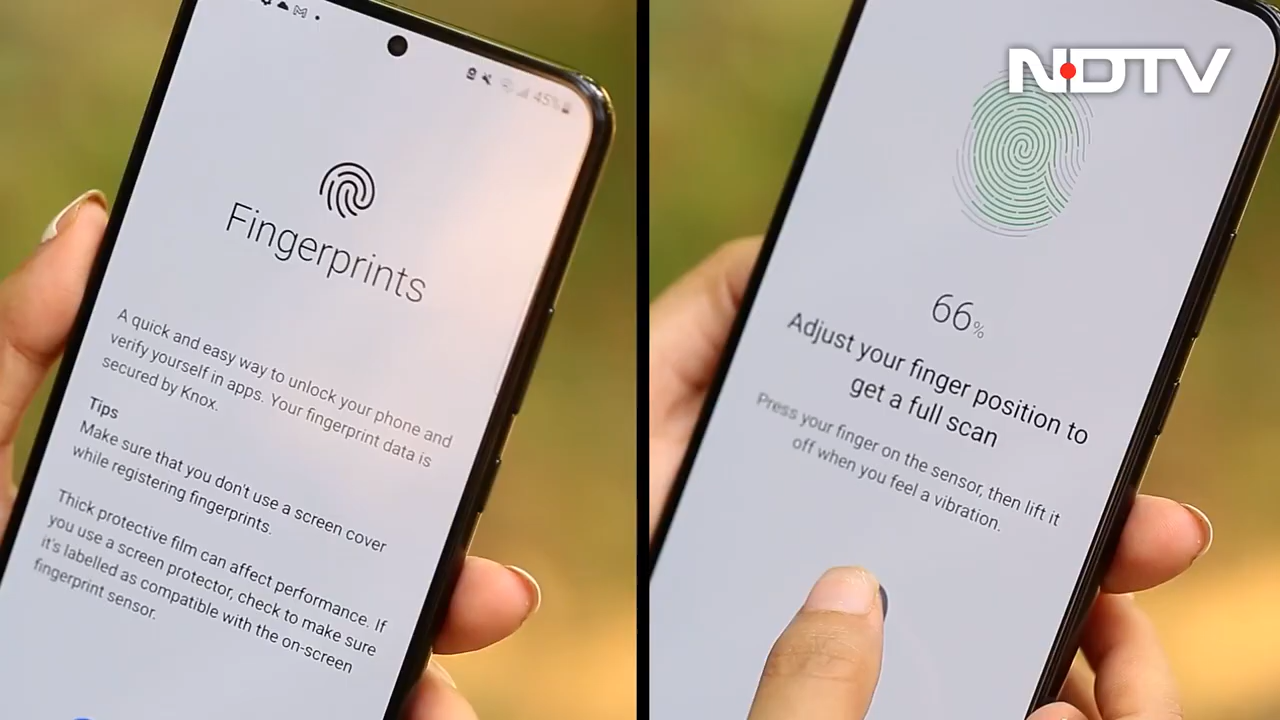 45%
Fingerprints
A quick and easy way to unlock your phone and
verify yourself in apps. Your fingerprint data is
secured by Knox.
Tips
Make sure that you don't use a screen cover
while registering fingerprints.
Thick protective film can affect performance. If
you use a screen protector, check to make sure
it's labelled as compatible with the on-screen
fingerprint sensor.
NDTV
66%
Adjust your finger position to
get a full scan
Press your finger on the sensor, then lift it
off when you feel a vibration.